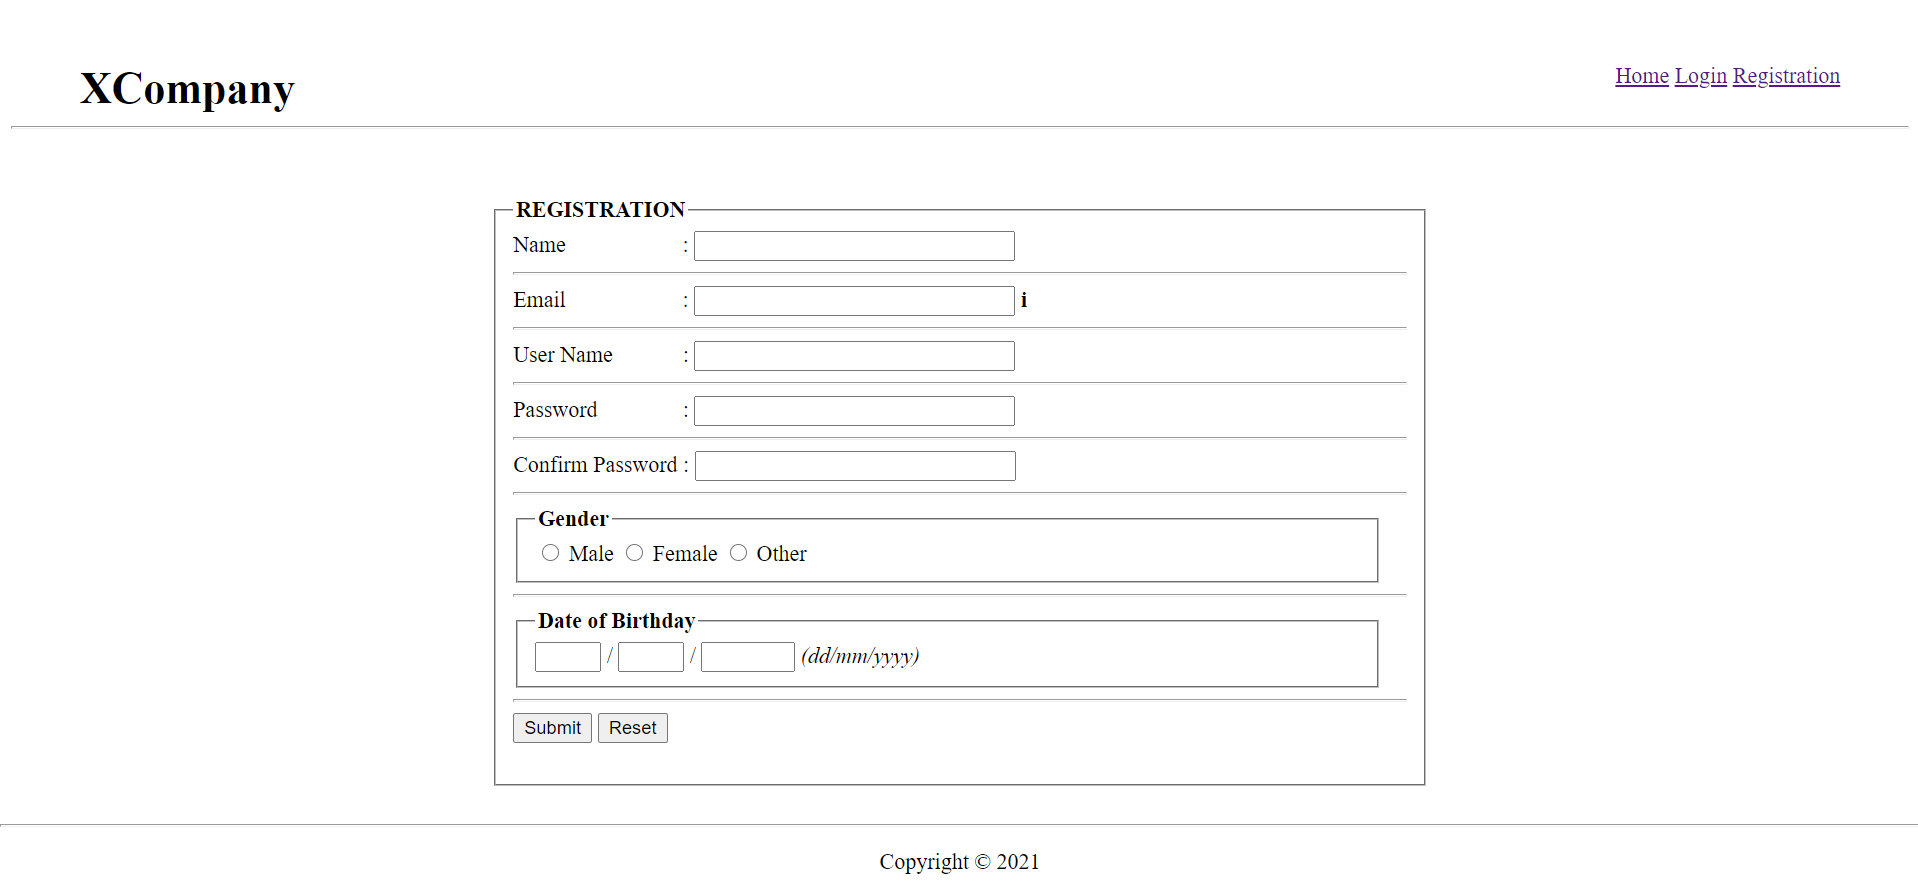 XCompany
Home Login Registration
REGISTRATION
Name :
Email : i
User Name :
Password :
Confirm Password :
Gender
Male Female Other
Date of Birthday
/ / (dd/mm/yyyy)
Submit Reset
Copyright © 2021